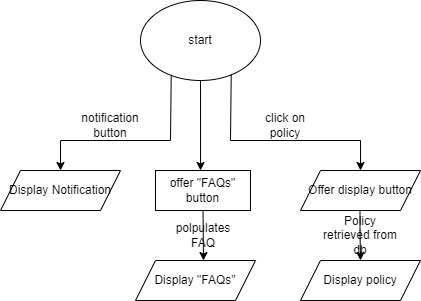 start
notification
button
click on
policy
Display Notification
offer "FAQs"
button
Offer display button
polpulates
FAQ
Policy
retrieved from
db
Display "FAQs"
Display policy